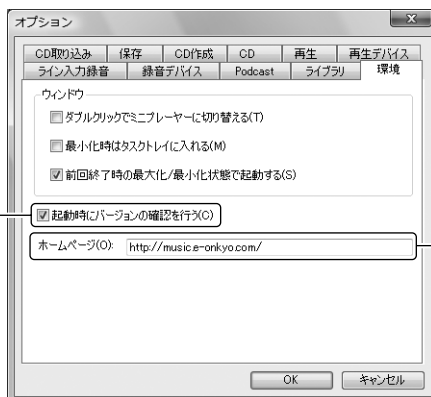 オプション
CD取り込み 保存 CD作成 CD 再生 再生デバイス
ライン入力録音 録音デバイス Podcast ライブラリ 環境
ウィンドウ
ダブルクリックでミニプレーヤーに切り替える(T)
最小化時はタスクトレイに入れる(M)
前回終了時の最大化/最小化状態で起動する(S)
起動時にバージョンの確認を行う(C)
ホームページ(O): http://music.e-onkyo.com/
OK キャンセル